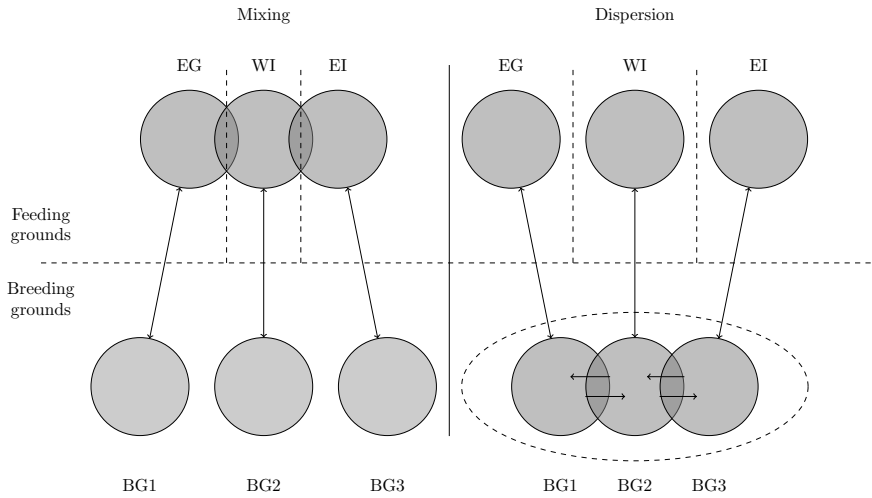 Mixing
Dispersion
EG WI EI
EG WI EI
Feeding
grounds
Breeding
grounds
BG1 BG2 BG3
BG1 BG2 BG3